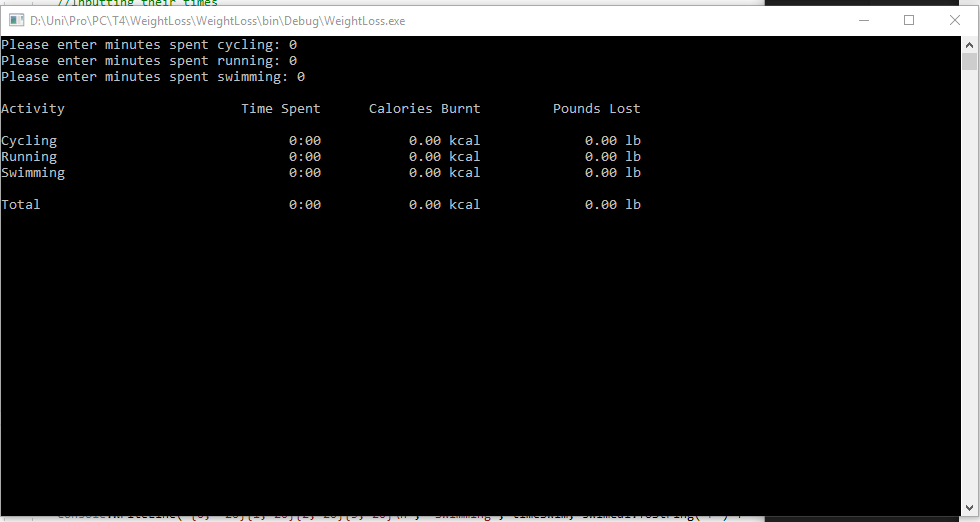 //Inputting their times
D:\Uni\Pro\PC\T4\WeightLoss\WeightLoss\bin\Debug\WeightLoss.exe
Please enter minutes spent cycling: 0
Please enter minutes spent running: 0
Please enter minutes spent swimming: 0
Activity Time Spent Calories Burnt Pounds Lost
Cycling 0:00 0.00 kcal 0.00 lb
Running 0:00 0.00 kcal 0.00 lb
Swimming 0:00 0.00 kcal 0.00 lb
Total 0:00 0.00 kcal 0.00 lb